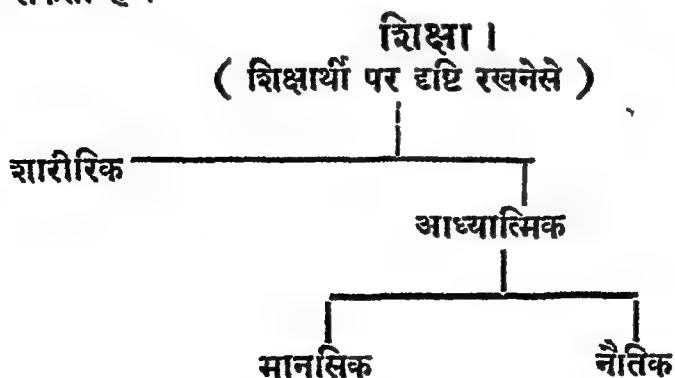 शिक्षा ।
( शिक्षार्थी पर दृष्टि रखनेसे )
शारीरिक
आध्यात्मिक
मानसिक नैतिक